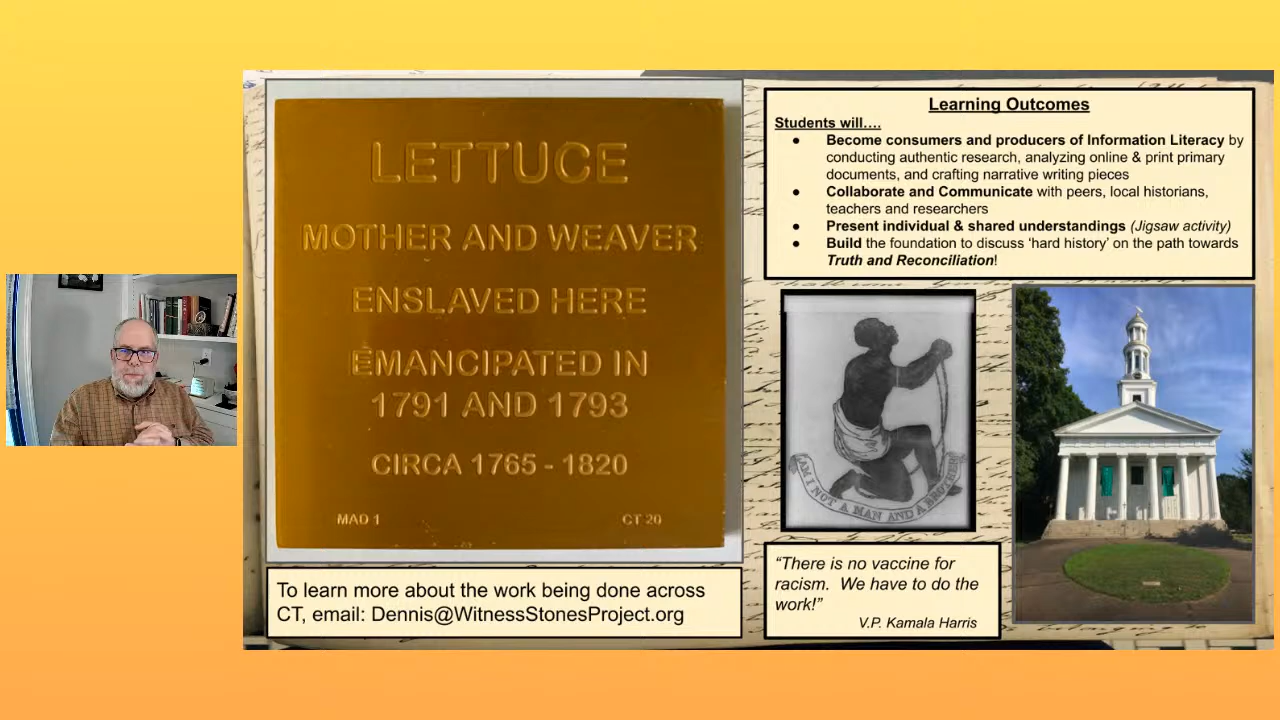 LETTUCE
MOTHER AND WEAVER
ENSLAVED HERE
EMANCIPATED IN
1791 AND 1793
CIRCA 1765 - 1820
MAD 1 CT 20
To learn more about the work being done across
CT, email: Dennis@WitnessStonesProject.org
Learning Outcomes
Students will....
● Become consumers and producers of Information Literacy by
conducting authentic research, analyzing online & print primary
documents, and crafting narrative writing pieces
● Collaborate and Communicate with peers, local historians,
teachers and researchers
● Present individual & shared understandings (Jigsaw activity)
● Build the foundation to discuss ‘hard history’ on the path towards
Truth and Reconciliation!
AM I NOT A MAN AND A BROTHER
“There is no vaccine for
racism. We have to do the
work!”
V.P. Kamala Harris